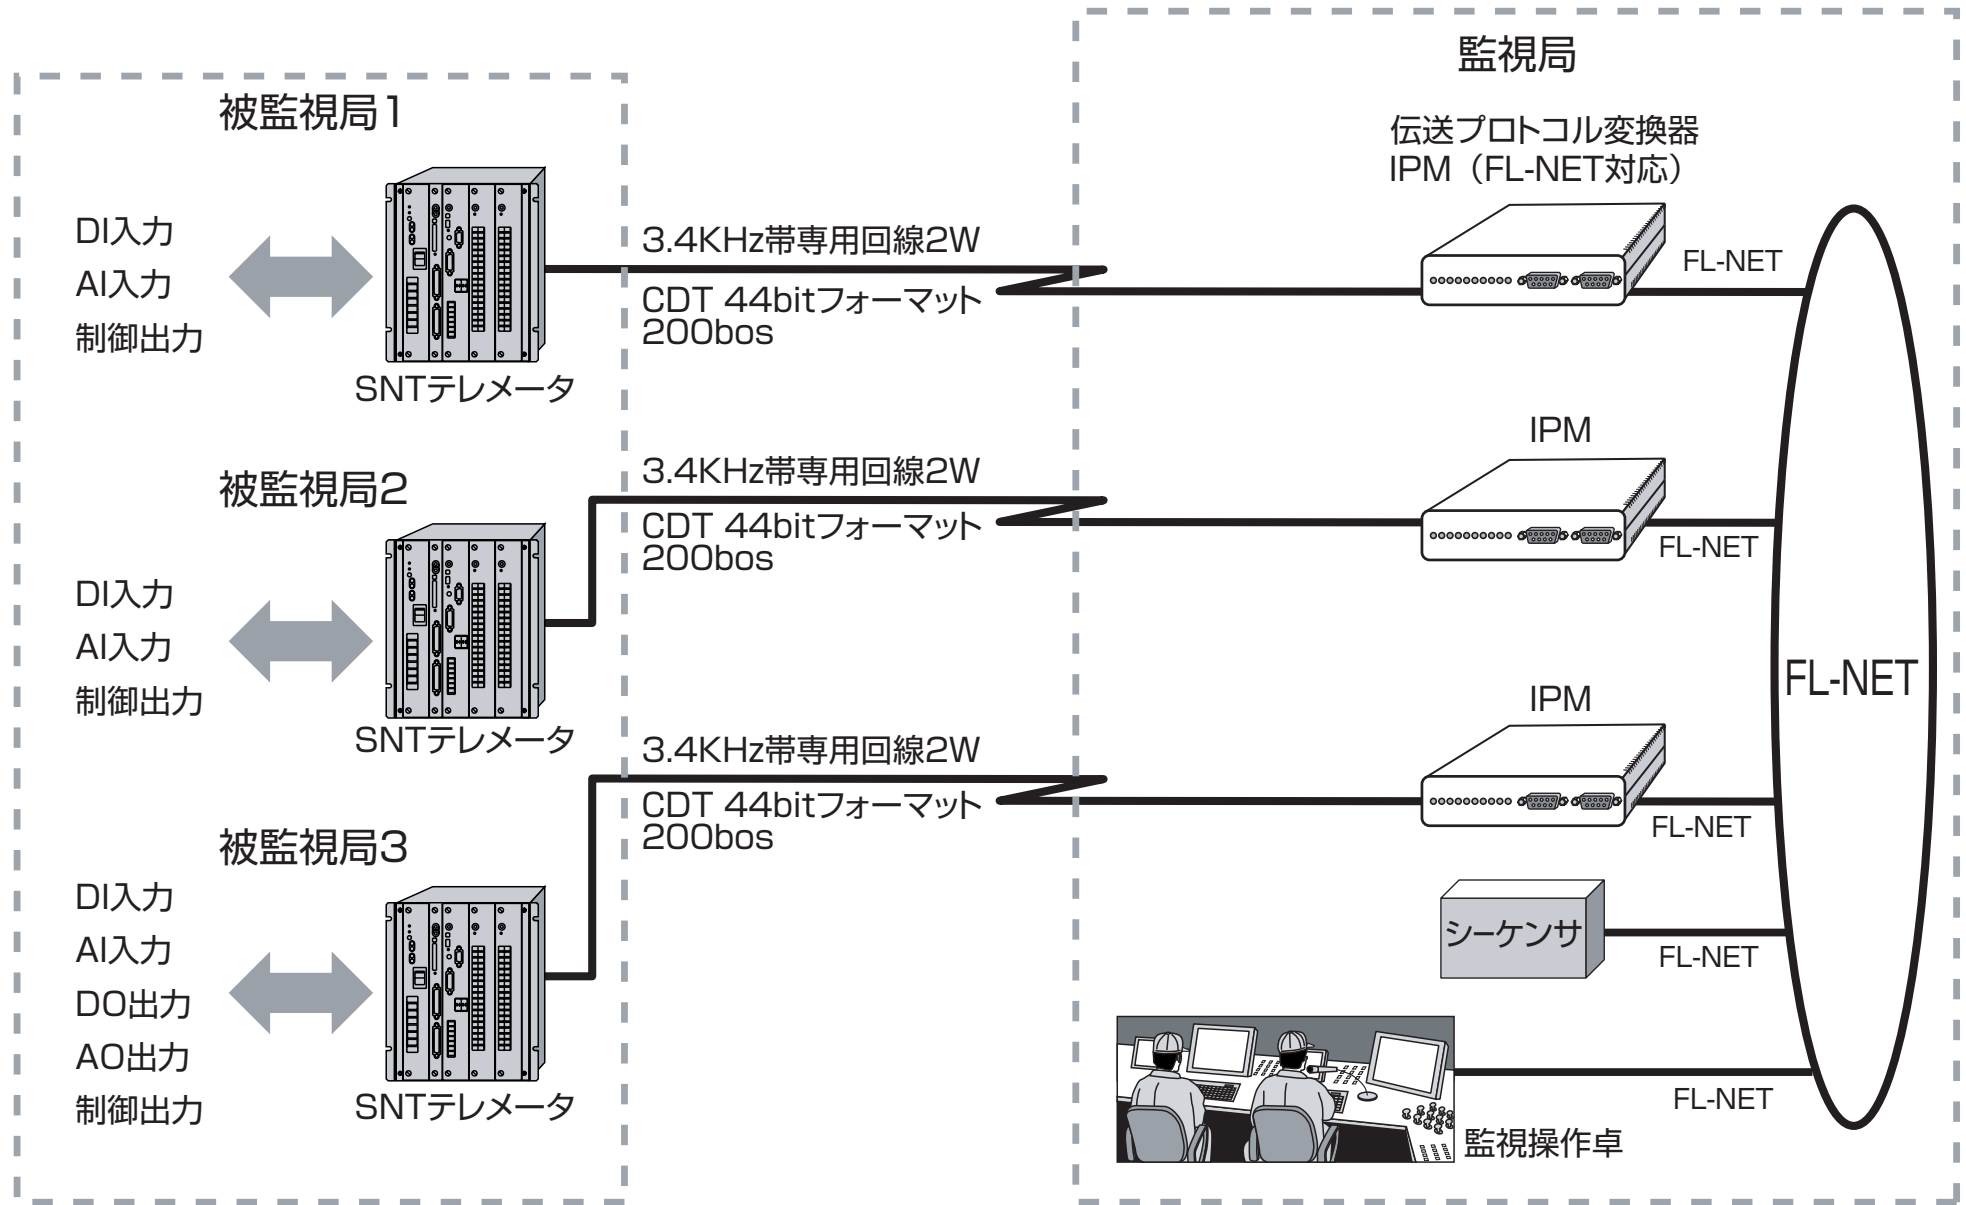 監視局
被監視局1
伝送プロトコル変換器
IPM（FL-NET対応）
DI入力
AI入力
制御出力
SNTテレメータ
3.4KHz帯専用回線2W
CDT 44bitフォーマット
200bos
FL-NET
被監視局2
DI入力
AI入力
制御出力
SNTテレメータ
3.4KHz帯専用回線2W
CDT 44bitフォーマット
200bos
IPM
FL-NET
被監視局3
DI入力
AI入力
DO出力
AO出力
制御出力
SNTテレメータ
3.4KHz帯専用回線2W
CDT 44bitフォーマット
200bos
IPM
FL-NET
シーケンサ
FL-NET
監視操作卓
FL-NET
FL-NET